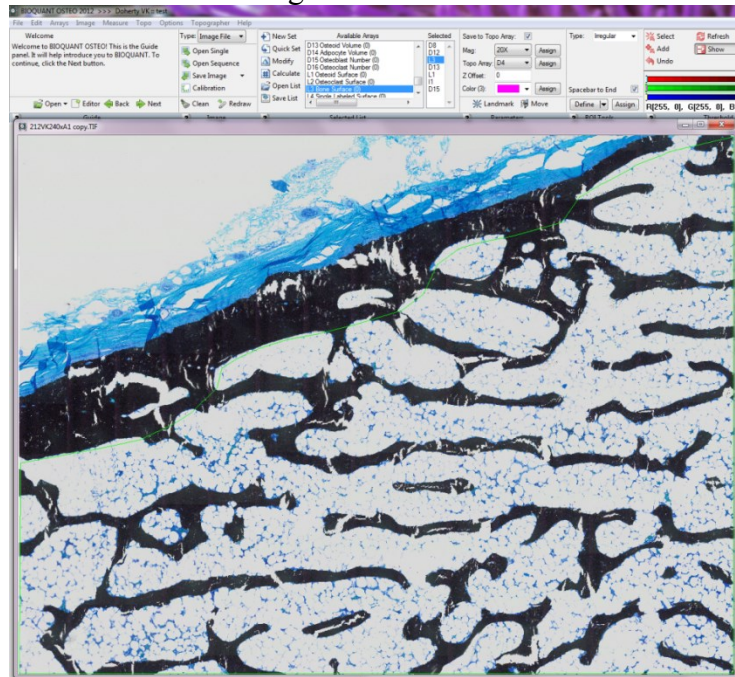 BIOQUANT OSTEO 2012 >>> Doherty VK :: test
File Edit Arrays Image Measure Topo Options Topographer Help
Welcome
Welcome to BIOQUANT OSTEO! This is the Guide
panel. It will help introduce you to BIOQUANT. To
continue, click the Next button.
Open Editor Back Next
Guide
Type: Image File
Open Single
Open Sequence
Save Image
Calibration
Clean Redraw
Image
New Set
Quick Set
Modify
Calculate
Open List
Save List
Available Arrays
D13 Osteoid Volume (0)
D14 Adipocyte Volume (0)
D15 Osteoblast Number (0)
D16 Osteoclast Number (0)
L1 Osteoid Surface (0)
L2 Osteoclast Surface (0)
L3 Bone Surface (0)
L4 Single Labeled Surface (0)
Selected
D8
D12
L3
D13
L1
I1
D15
Selected List
Save to Topo Array:
Mag: 20X Assign
Topo Array: D4 Assign
Z Offset: 0
Color (3) Assign
Landmark Move
Parameters
Type: Irregular
Spacebar to End
Define Assign
ROI Tools
Select Refresh
Add Show
Undo
R[255, 0], G[255, 0], B
Threshold
212VK240xA1 copy.TIF